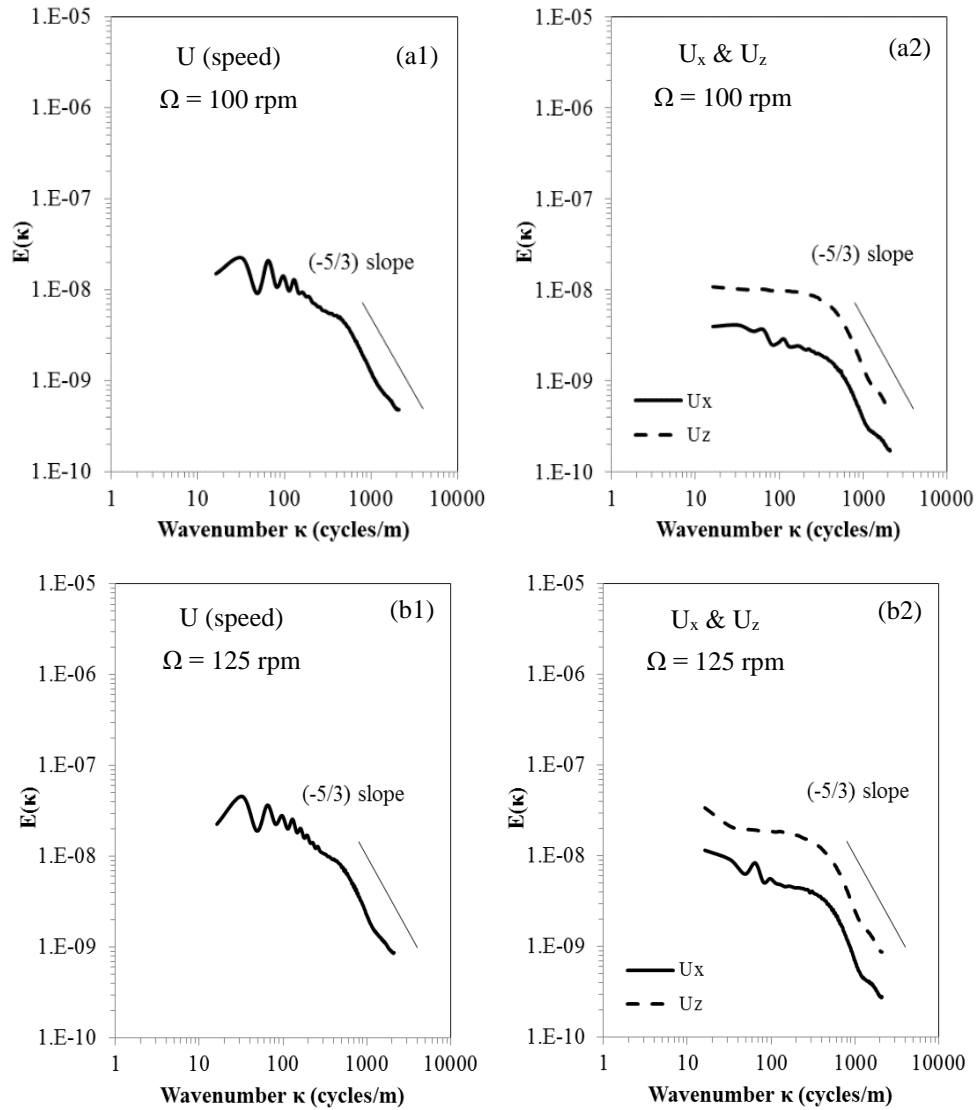 1.E-05
1.E-06
1.E-07
1.E-08
1.E-09
1.E-10
E(κ)
U (speed)
(a1)
Ω = 100 rpm
(-5/3) slope
1 10 100 1000 10000
Wavenumber κ (cycles/m)
1.E-05
1.E-06
1.E-07
1.E-08
1.E-09
1.E-10
E(κ)
Ux & Uz
(a2)
Ω = 100 rpm
(-5/3) slope
Ux
Uz
1 10 100 1000 10000
Wavenumber κ (cycles/m)
1.E-05
1.E-06
1.E-07
1.E-08
1.E-09
1.E-10
E(κ)
U (speed)
(b1)
Ω = 125 rpm
(-5/3) slope
1 10 100 1000 10000
Wavenumber κ (cycles/m)
1.E-05
1.E-06
1.E-07
1.E-08
1.E-09
1.E-10
E(κ)
Ux & Uz
(b2)
Ω = 125 rpm
(-5/3) slope
Ux
Uz
1 10 100 1000 10000
Wavenumber κ (cycles/m)